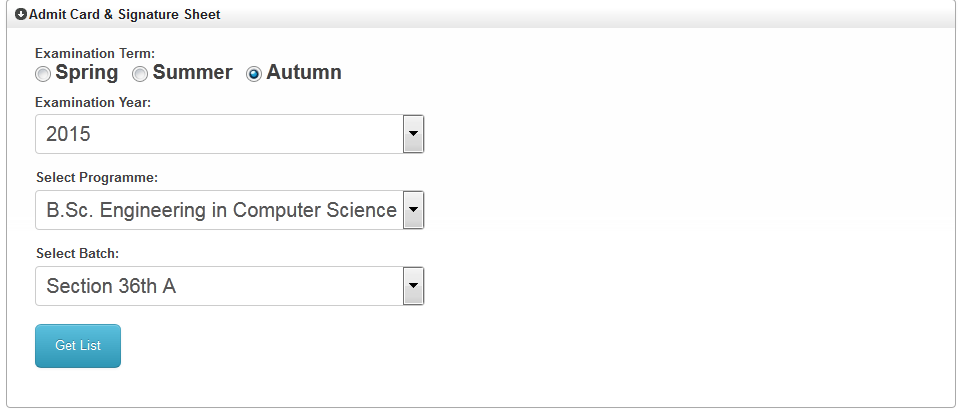 Admit Card & Signature Sheet
Examination Term:
Spring Summer Autumn
Examination Year:
2015
Select Programme:
B.Sc. Engineering in Computer Science
Select Batch:
Section 36th A
Get List